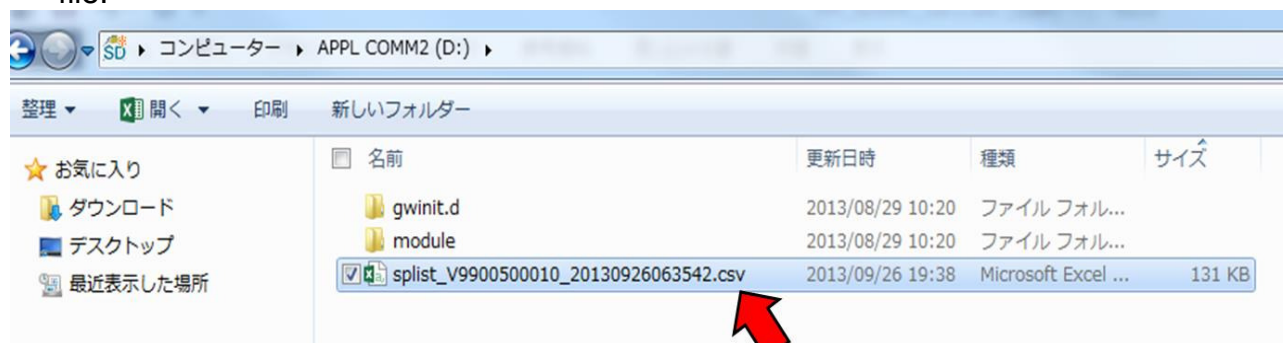 file.
SD コンピューター APPL COMM2 (D:)
整理 開く 印刷 新しいフォルダー
お気に入り
ダウンロード
デスクトップ
最近表示した場所
名前 更新日時 種類 サイズ
gwinit.d 2013/08/29 10:20 ファイル フォル...
module 2013/08/29 10:20 ファイル フォル...
splist_V9900500010_20130926063542.csv 2013/09/26 19:38 Microsoft Excel ... 131 KB